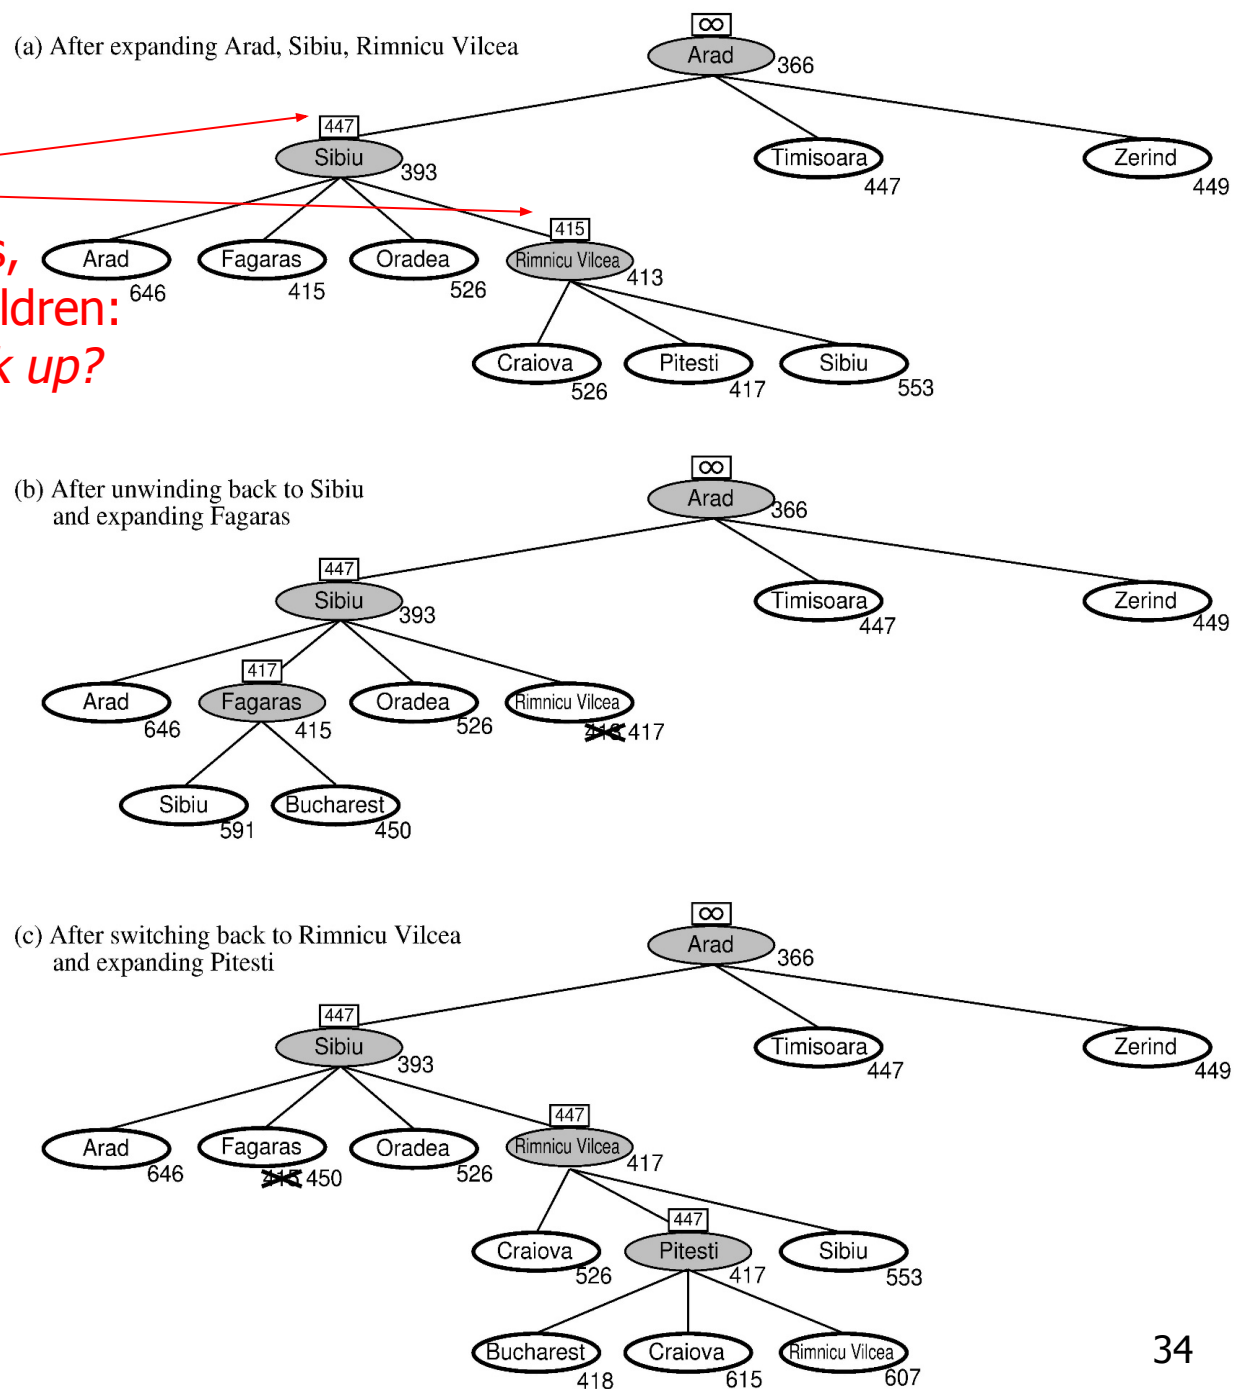 (a) After expanding Arad, Sibiu, Rimnicu Vilcea
∞
Arad
366
447
Sibiu
393
Timisoara
447
Zerind
449
s,
ldren:
k up?
Arad
646
Fagaras
415
Oradea
526
415
Rimnicu Vilcea
413
Craiova
526
Pitesti
417
Sibiu
553
(b) After unwinding back to Sibiu
and expanding Fagaras
∞
Arad
366
447
Sibiu
393
Timisoara
447
Zerind
449
Arad
646
417
Fagaras
415
Oradea
526
Rimnicu Vilcea
413 417
Sibiu
591
Bucharest
450
(c) After switching back to Rimnicu Vilcea
and expanding Pitesti
∞
Arad
366
447
Sibiu
393
Timisoara
447
Zerind
449
Arad
646
Fagaras
415 450
Oradea
526
447
Rimnicu Vilcea
417
Craiova
526
447
Pitesti
417
Sibiu
553
Bucharest
418
Craiova
615
Rimnicu Vilcea
607
34